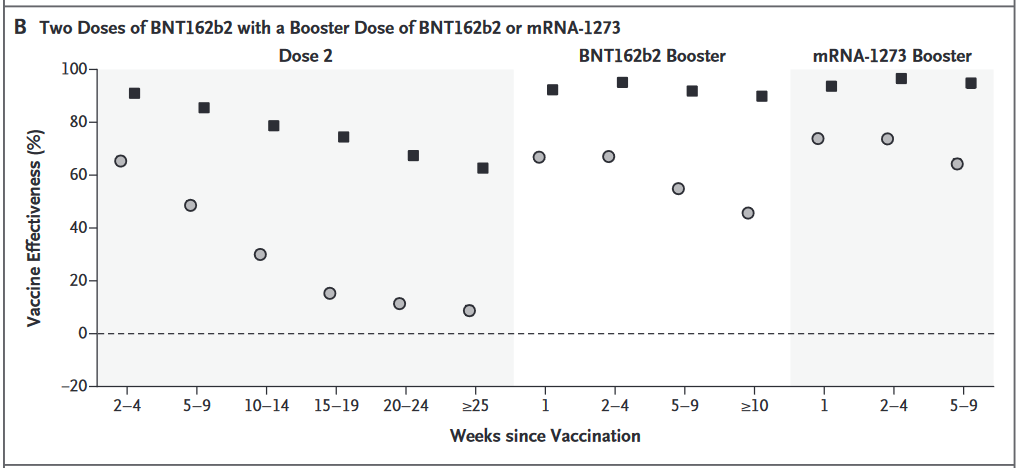 B Two Doses of BNT162b2 with a Booster Dose of BNT162b2 or mRNA-1273
Dose 2 BNT162b2 Booster mRNA-1273 Booster
Vaccine Effectiveness (%)
100
80
60
40
20
0
−20
2–4 5–9 10–14 15–19 20–24 ≥25 1 2–4 5–9 ≥10 1 2–4 5–9
Weeks since Vaccination